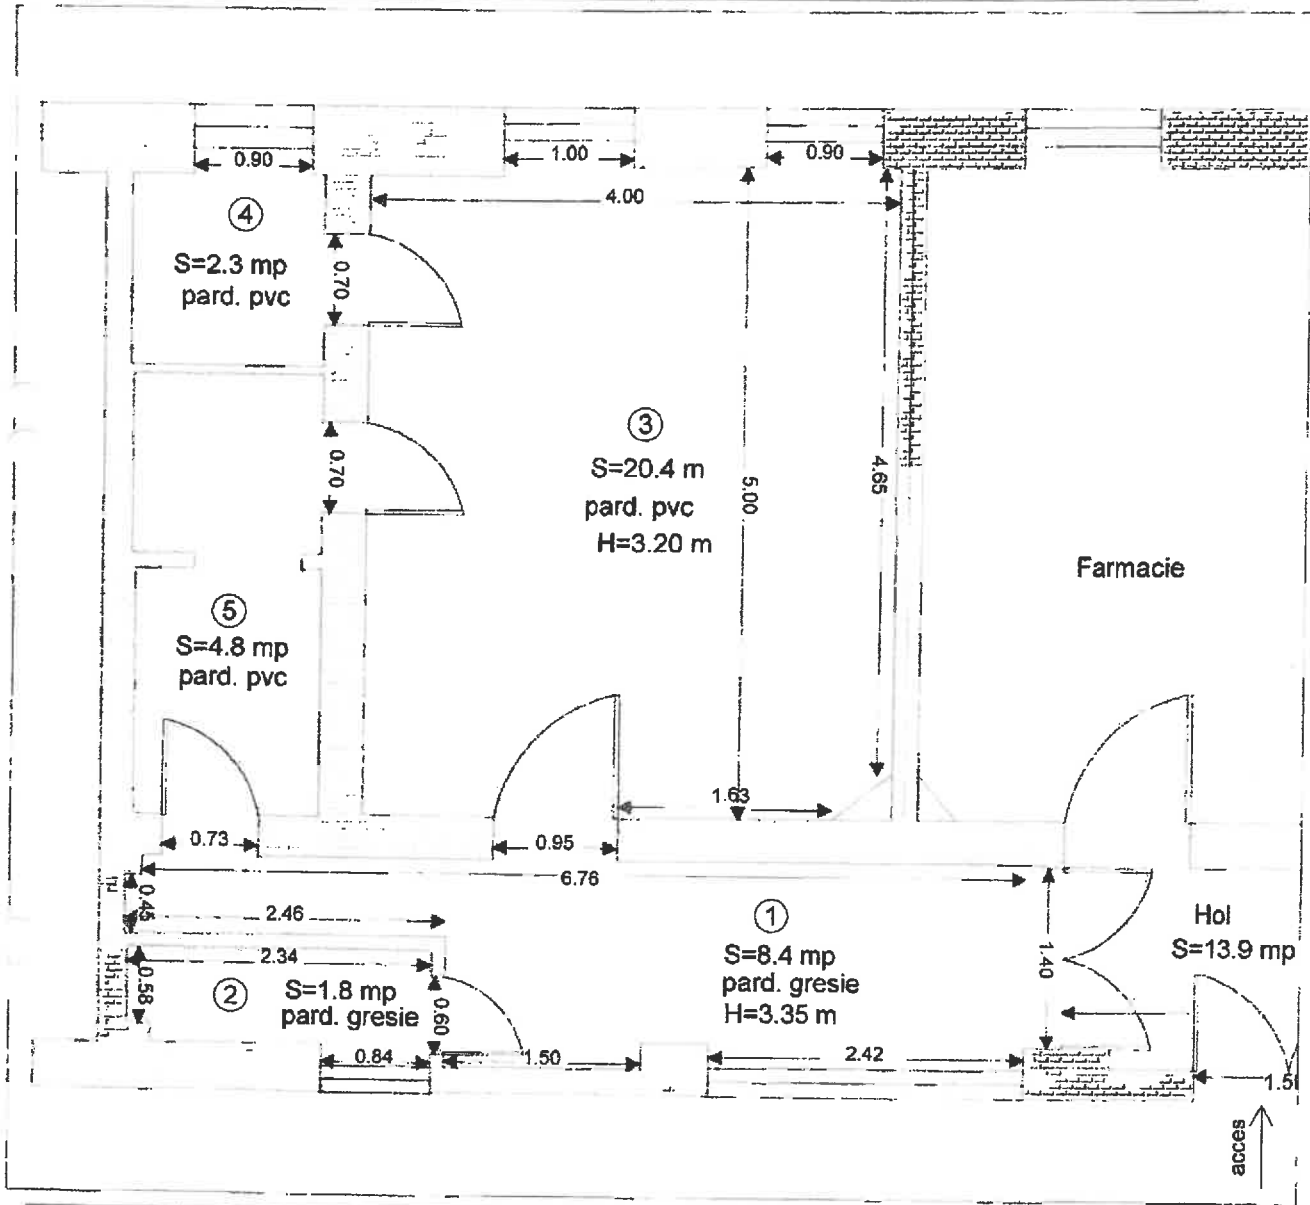 0.90
1.00
0.90
4.00
4
S=2.3 mp
pard. pvc
0.70
3
S=20.4 m
pard. pvc
H=3.20 m
0.70
5.00
4.65
Farmacie
5
S=4.8 mp
pard. pvc
1.63
0.73
0.95
6.76
0.45
2.46
1
S=8.4 mp
pard. gresie
H=3.35 m
1.40
Hol
S=13.9 mp
2.34
0.58
2
S=1.8 mp
pard. gresie
0.60
0.84
1.50
2.42
acces